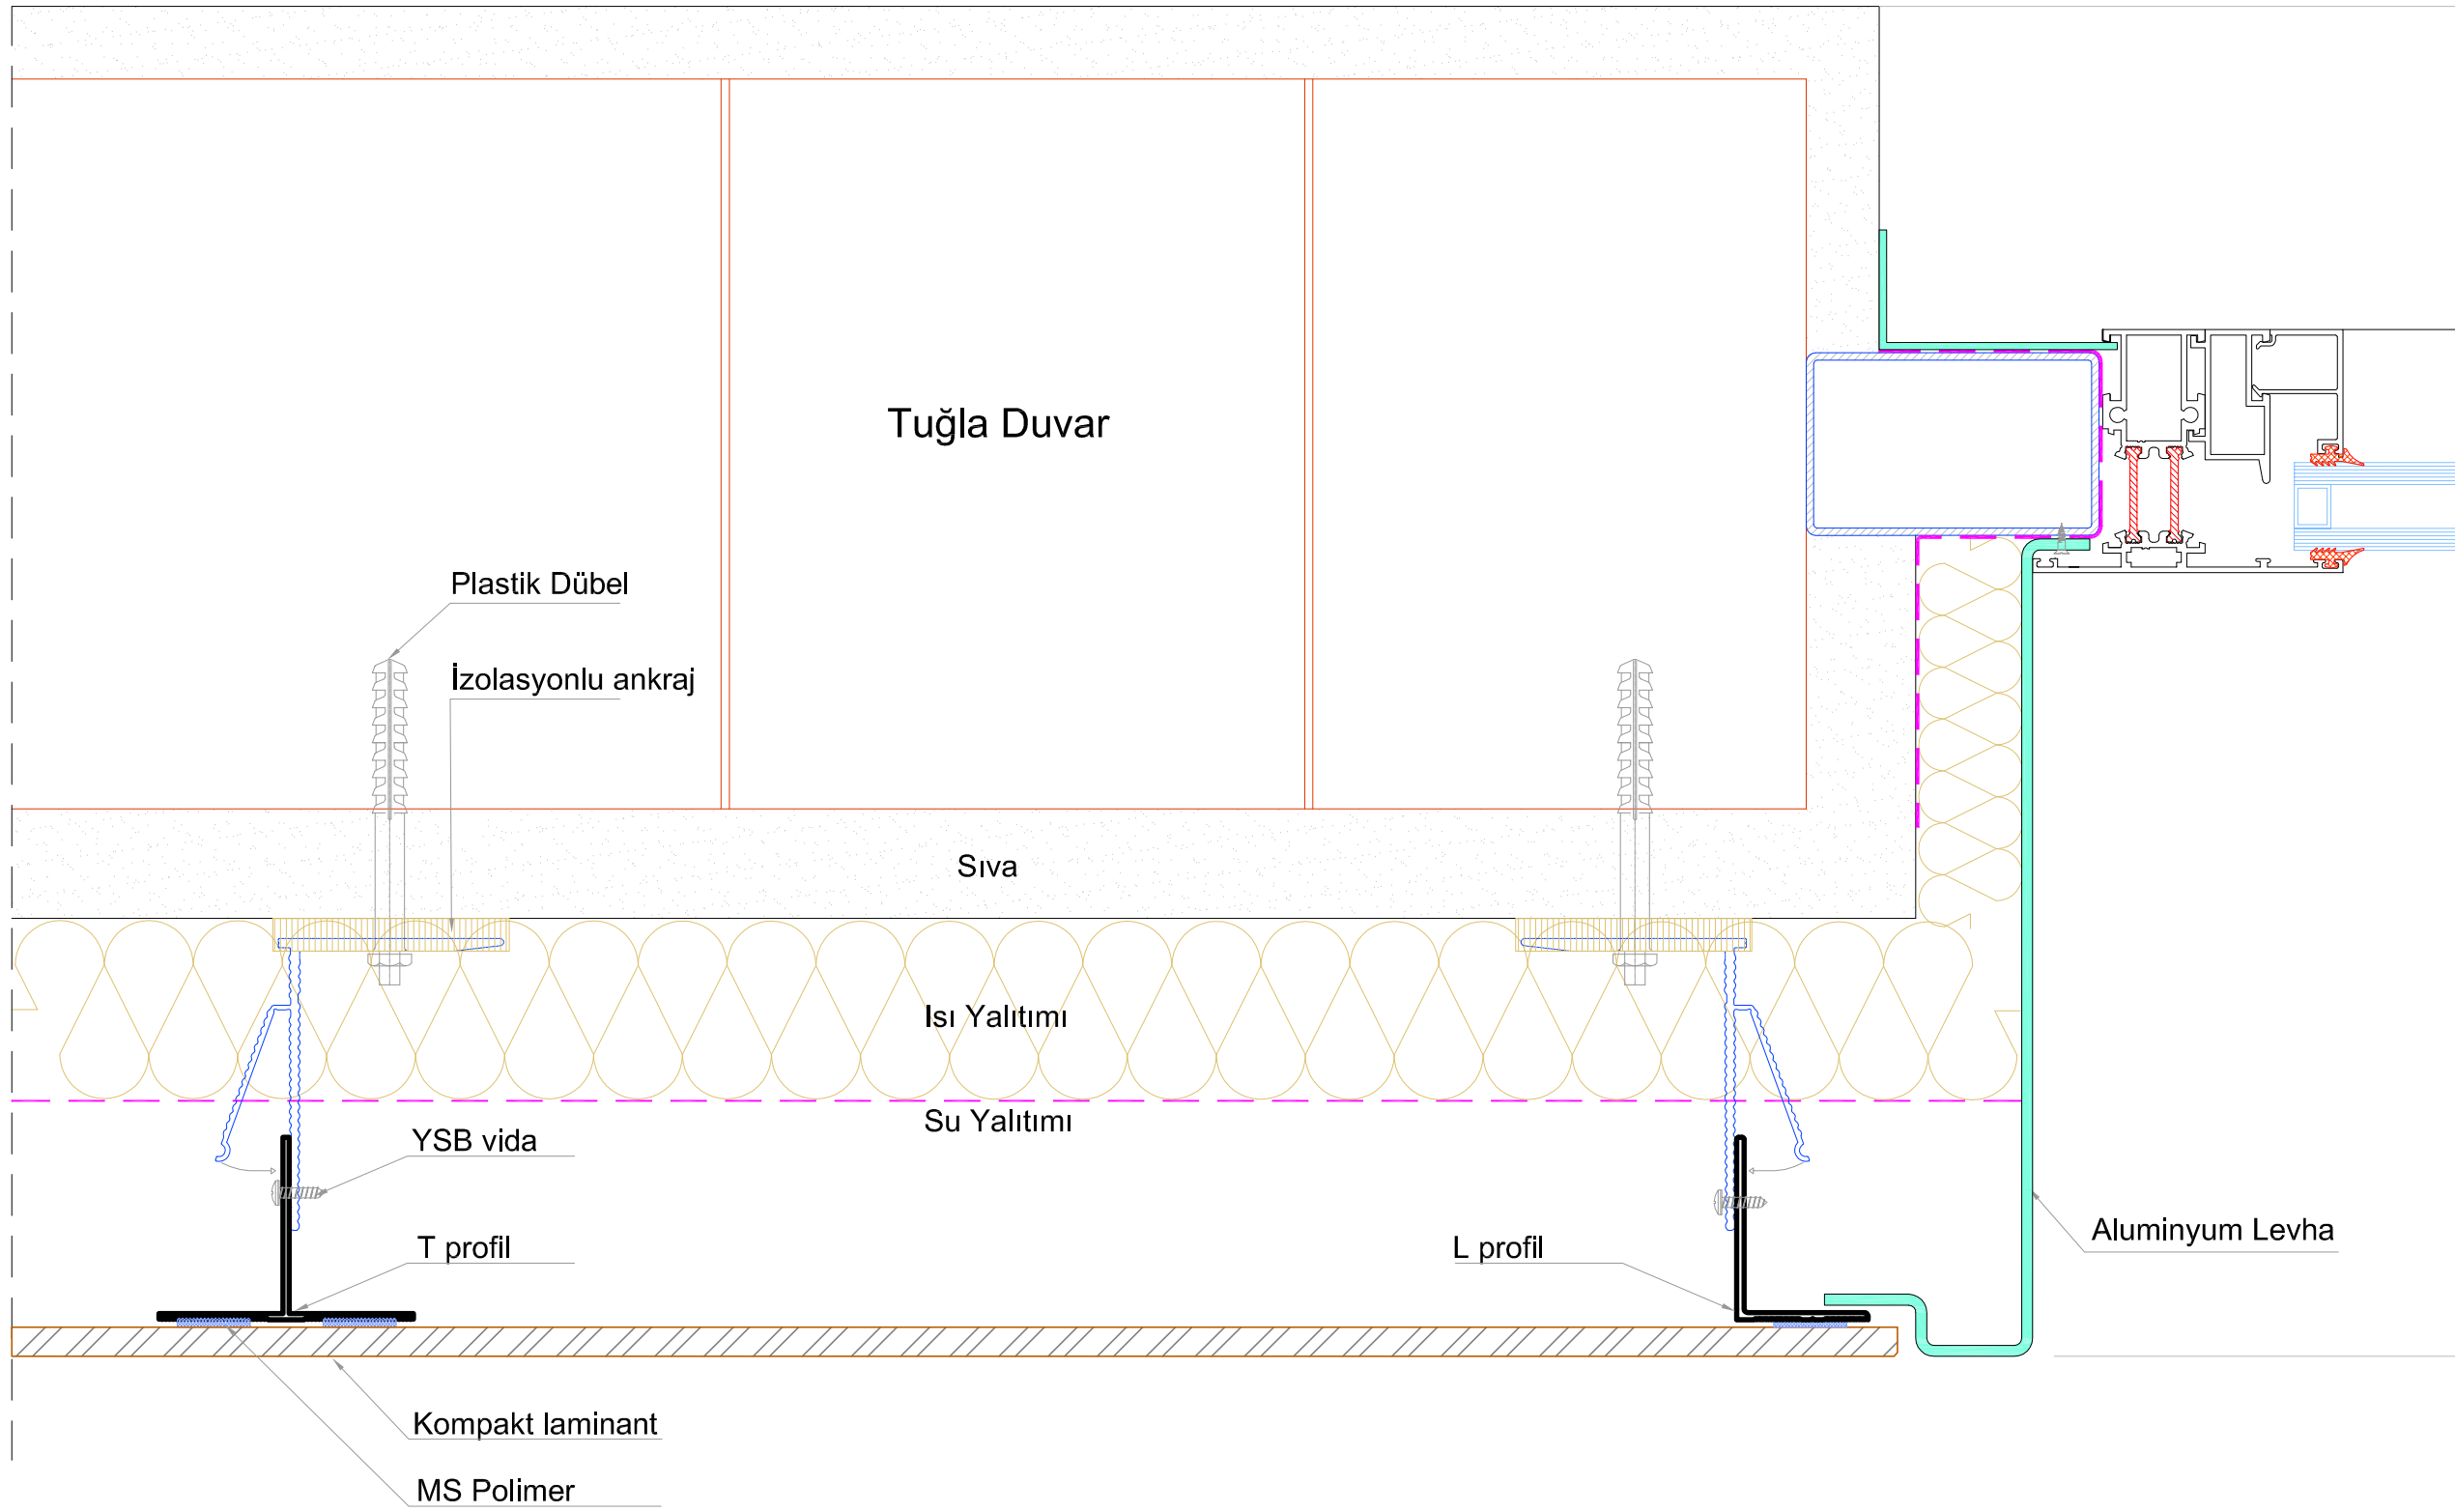 Tuğla Duvar
Plastik Dübel
İzolasyonlu ankraj
Sıva
Isı Yalıtımı
Su Yalıtımı
YSB vida
T profil
L profil
Aluminyum Levha
Kompakt laminant
MS Polimer